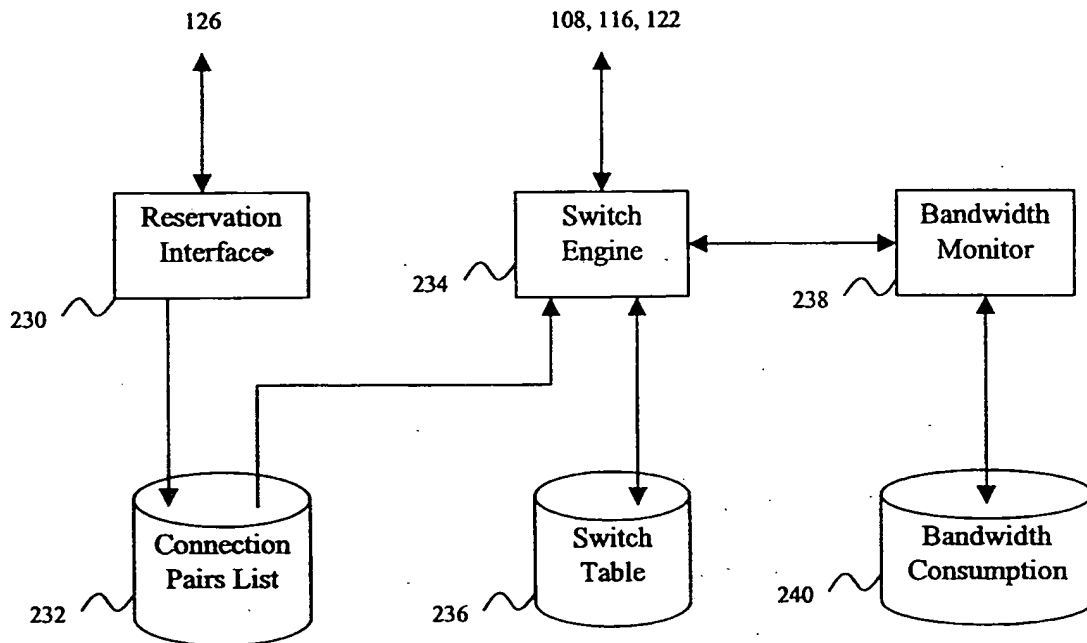 126
108, 116, 122
Reservation
Interface
230
Switch
Engine
234
Bandwidth
Monitor
238
Connection
Pairs List
232
Switch
Table
236
Bandwidth
Consumption
240